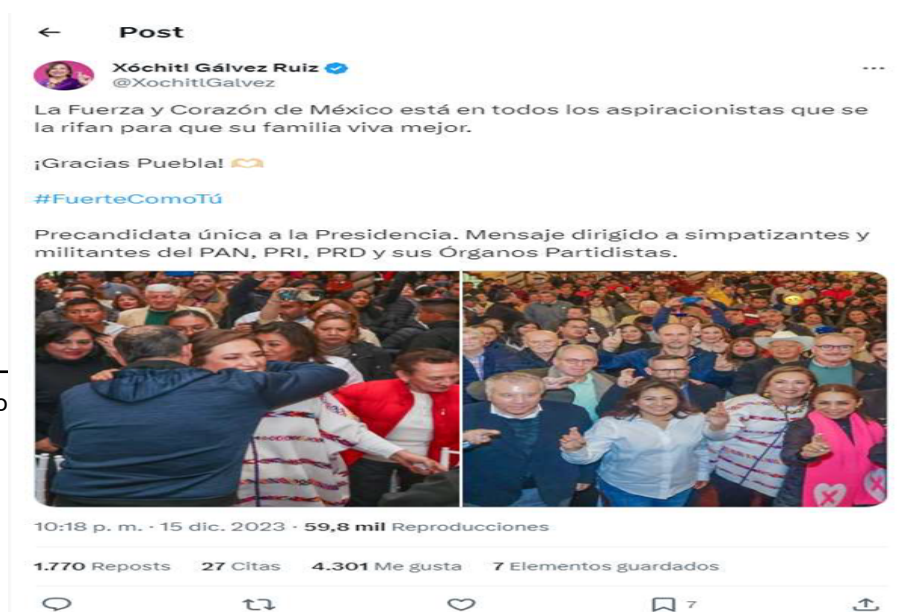 Post
Xóchitl Gálvez Ruiz
@XochitlGalvez
La Fuerza y Corazón de México está en todos los aspiracionistas que se
la rifan para que su familia viva mejor.
¡Gracias Puebla! 🫶🏼
#FuerteComoTú
Precandidata única a la Presidencia. Mensaje dirigido a simpatizantes y
militantes del PAN, PRI, PRD y sus Órganos Partidistas.
o
10:18 p. m. · 15 dic. 2023 · 59,8 mil Reproducciones
1.770 Reposts 27 Citas 4.301 Me gusta 7 Elementos guardados
7